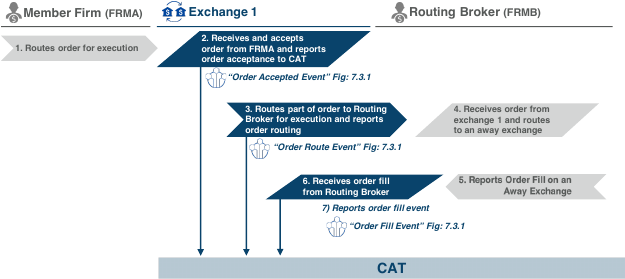 Member Firm (FRMA)
Exchange 1
Routing Broker (FRMB)
1. Routes order for execution
2. Receives and accepts
order from FRMA and reports
order acceptance to CAT
“Order Accepted Event” Fig: 7.3.1
3. Routes part of order to Routing
Broker for execution and reports
order routing
4. Receives order from
exchange 1 and routes
to an away exchange
“Order Route Event” Fig: 7.3.1
6. Receives order fill
from Routing Broker
5. Reports Order Fill on an
Away Exchange
7) Reports order fill event
“Order Fill Event” Fig: 7.3.1
CAT